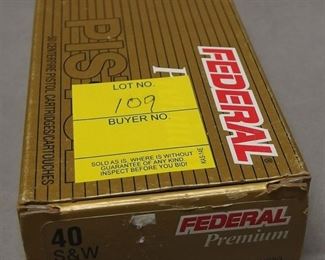 FEDERAL
®
P
PIST
50 CENTERFIRE PISTOL CARTRIDGES/CARTOUCHES
LOT NO.
109
BUYER NO.
SOLD AS IS, WHERE IS WITHOUT
GUARANTEE OF ANY KIND.
INSPECT BEFORE YOU BID!
40
S&W
FEDERAL
Premium